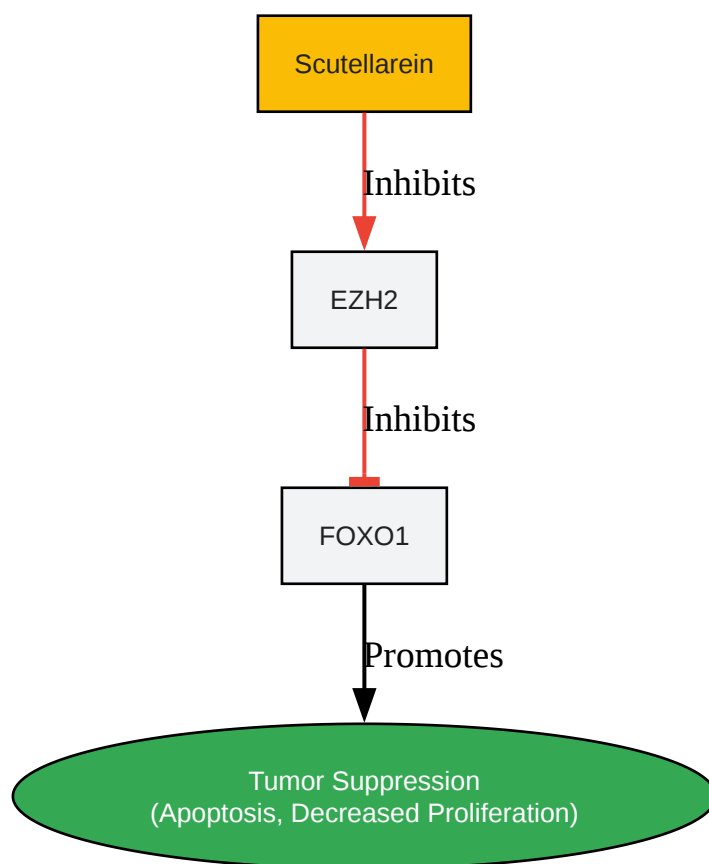 Scutellarein
Inhibits
EZH2
Inhibits
FOXO1
Promotes
Tumor Suppression
(Apoptosis, Decreased Proliferation)